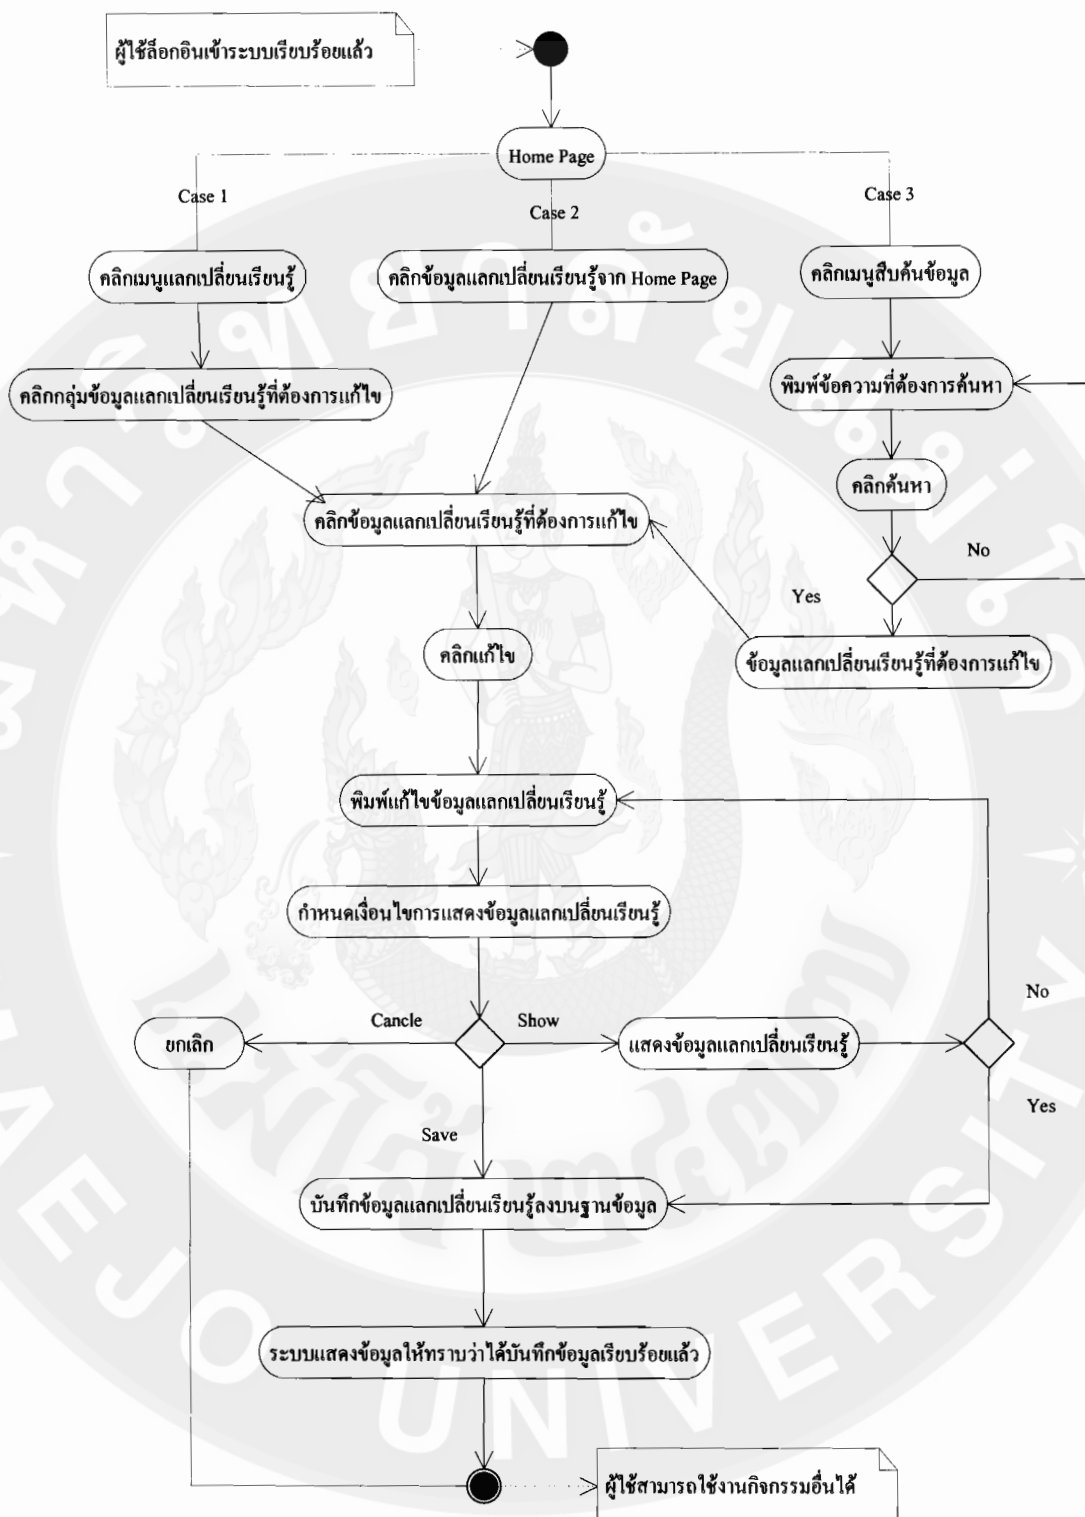 ผู้ใช้ล็อกอินเข้าระบบเรียบร้อยแล้ว
Home Page
Case 1
Case 2
Case 3
คลิกเมนูแลกเปลี่ยนเรียนรู้
คลิกข้อมูลแลกเปลี่ยนเรียนรู้จาก Home Page
คลิกเมนูสืบค้นข้อมูล
คลิกกลุ่มข้อมูลแลกเปลี่ยนเรียนรู้ที่ต้องการแก้ไข
พิมพ์ข้อความที่ต้องการค้นหา
คลิกค้นหา
คลิกข้อมูลแลกเปลี่ยนเรียนรู้ที่ต้องการแก้ไข
No
Yes
คลิกแก้ไข
ข้อมูลแลกเปลี่ยนเรียนรู้ที่ต้องการแก้ไข
พิมพ์แก้ไขข้อมูลแลกเปลี่ยนเรียนรู้
กำหนดเงื่อนไขการแสดงข้อมูลแลกเปลี่ยนเรียนรู้
No
Cancle
Show
ยกเลิก
แสดงข้อมูลแลกเปลี่ยนเรียนรู้
Yes
Save
บันทึกข้อมูลแลกเปลี่ยนเรียนรู้ลงบนฐานข้อมูล
ระบบแสดงข้อมูลให้ทราบว่าได้บันทึกข้อมูลเรียบร้อยแล้ว
ผู้ใช้สามารถใช้งานกิจกรรมอื่นได้
มหาวิทยาลัยแม่โจ้
MAEJO UNIVERSITY